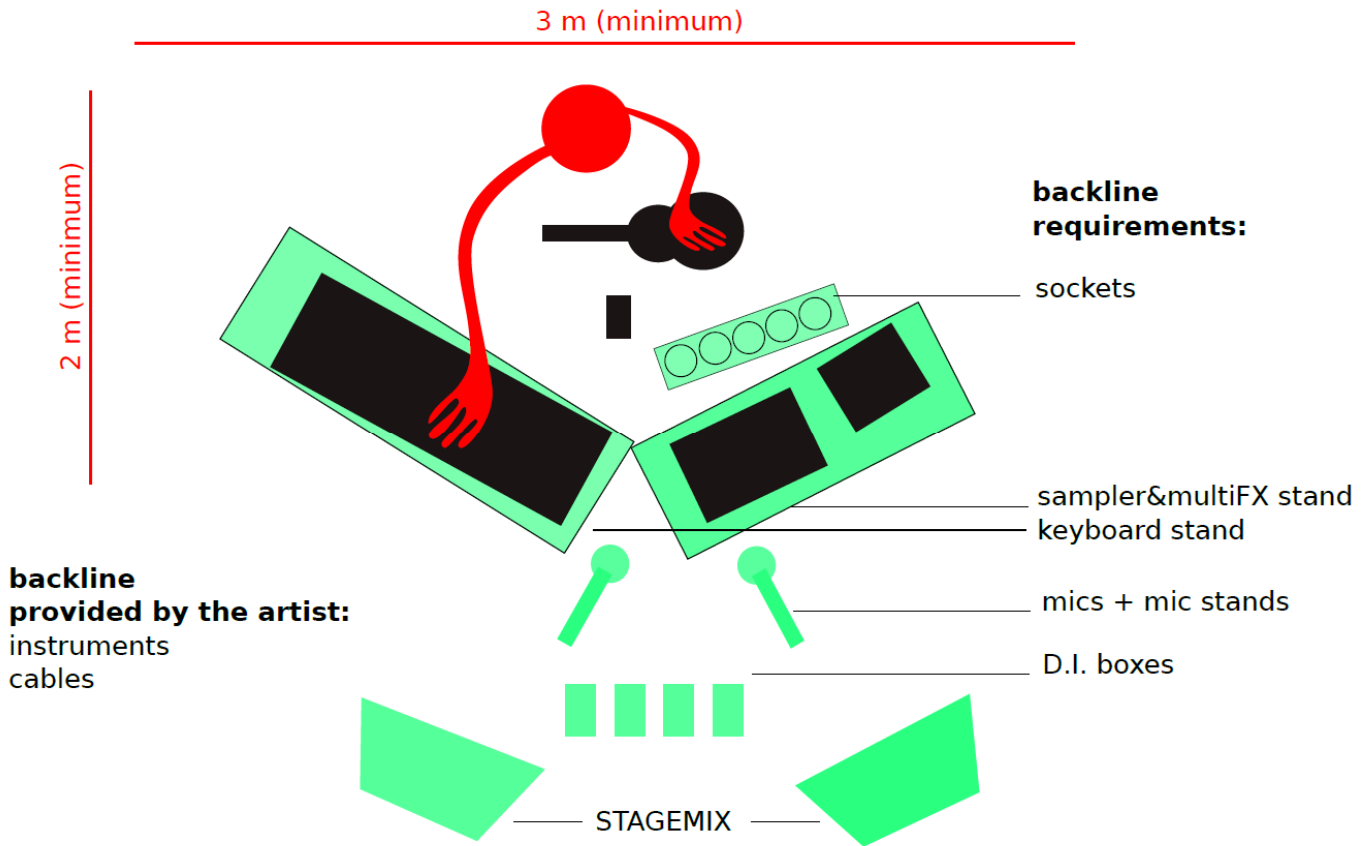 3 m (minimum)
2 m (minimum)
backline
requirements:
sockets
sampler&multiFX stand
keyboard stand
backline
provided by the artist:
instruments
cables
mics + mic stands
D.I. boxes
STAGEMIX